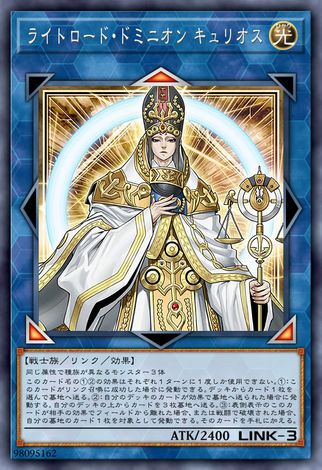 ライトロード・ドミニオン キュリオス
光
【戦士族／リンク／効果】
同じ属性で種族が異なるモンスター３体
このカード名の①②の効果はそれぞれ１ターンに１度しか使用できない。①：こ
のカードがリンク召喚に成功した場合に発動できる。デッキからカード１枚を
選んで墓地へ送る。②：自分のデッキのカードが効果で墓地へ送られた場合に発
動する。自分のデッキの上からカードを３枚墓地へ送る。③：表側表示のこのカ
ードが相手の効果でフィールドから離れた場合、または戦闘で破壊された場合、
自分の墓地のカード１枚を対象として発動できる。そのカードを手札に加える。
ATK/2400 LINK-3
98095162